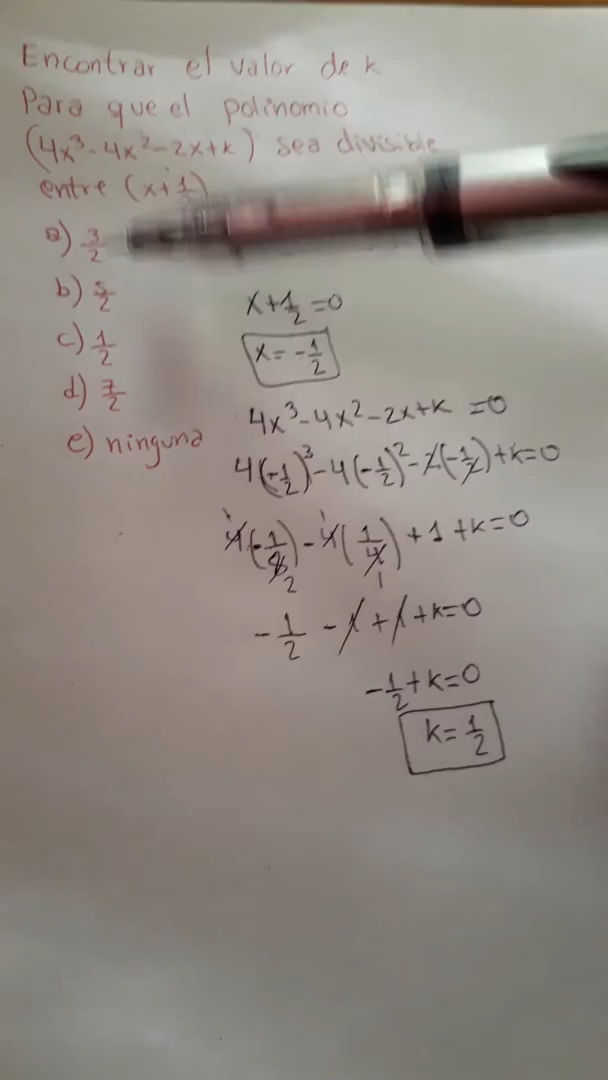 Encontrar el valor de k
Para que el polinomio
(4x³-4x²-2x+k) sea divisible
entre (x+1
a) 3/2
b) 5/2
c) 1/2
d) 7/2
e) ninguna
x+1/2=0
x=-1/2
4x³-4x²-2x+k=0
4(-1/2)³-4(-1/2)²-2(-1/2)+k=0
4(-1/8)-4(1/4)+1+k=0
1 2 1 1
-1/2-1+1+k=0
-1/2+k=0
k=1/2